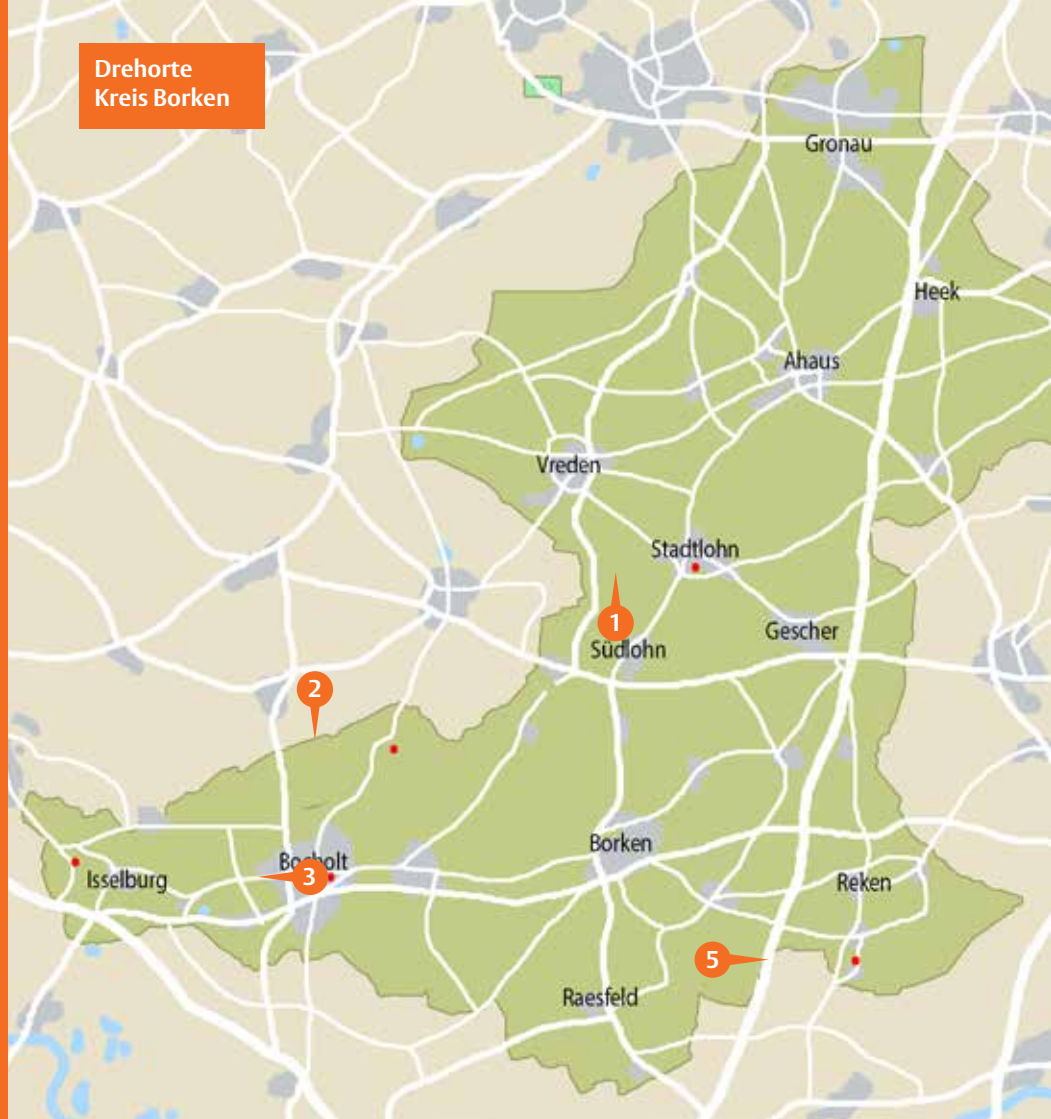 Drehorte
Kreis Borken
Gronau
Heek
Ahaus
Vreden
Stadtlohn
1
Gescher
Südlohn
2
Borken
Bocholt
3
Isselburg
Reken
5
Raesfeld